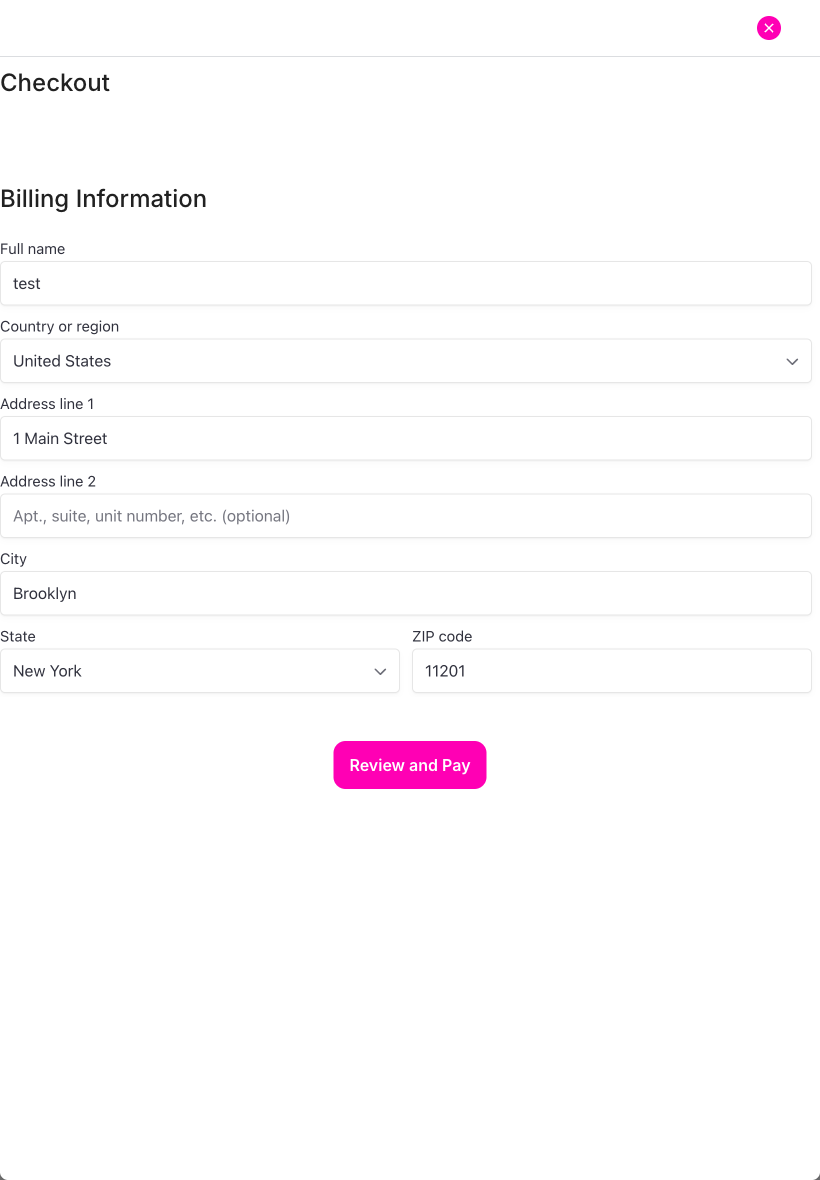 Checkout
Billing Information
Full name
test
Country or region
United States
Address line 1
1 Main Street
Address line 2
Apt., suite, unit number, etc. (optional)
City
Brooklyn
State ZIP code
New York 11201
Review and Pay